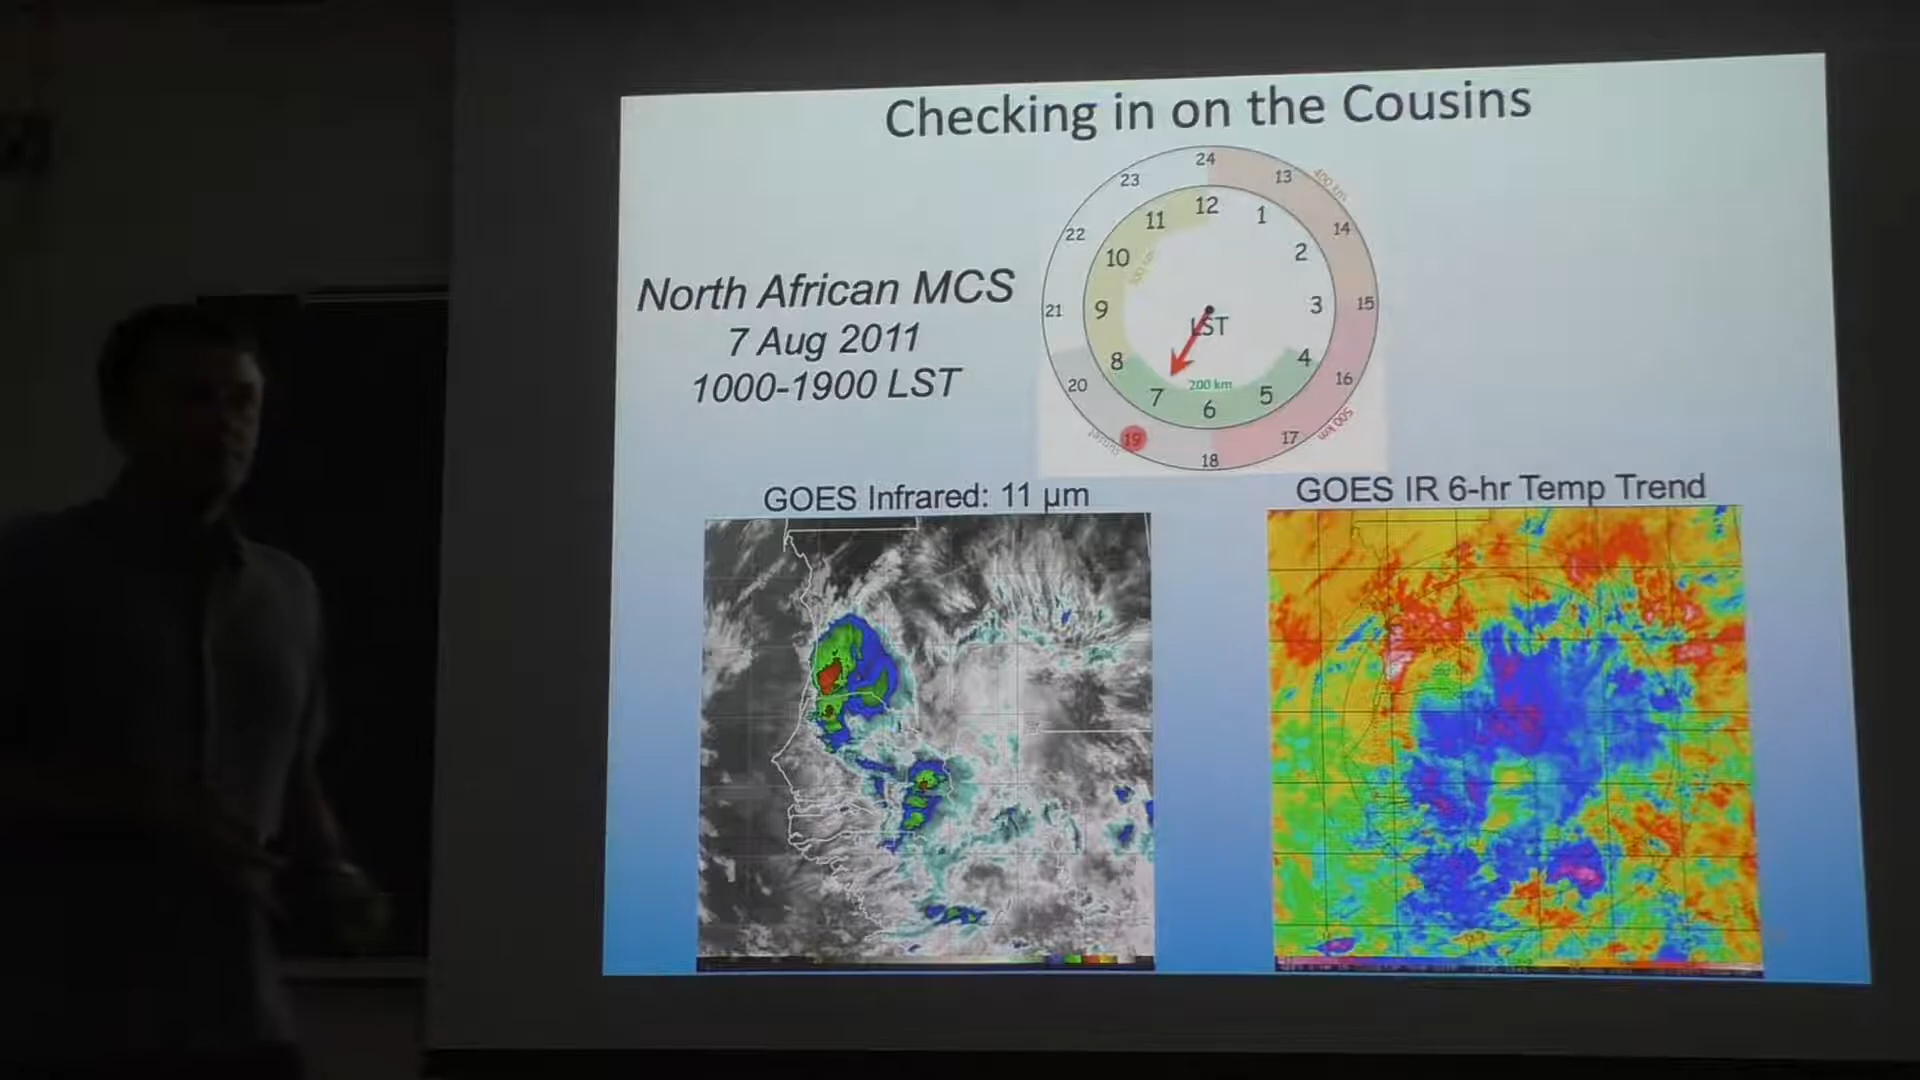 Checking in on the Cousins
North African MCS
7 Aug 2011
1000-1900 LST
24
13
14
15
16
17
18
19
20
21
22
23
12
1
2
3
4
5
6
7
8
9
10
11
400 km
500 km
200 km
sunset
LST
GOES Infrared: 11 µm
GOES IR 6-hr Temp Trend